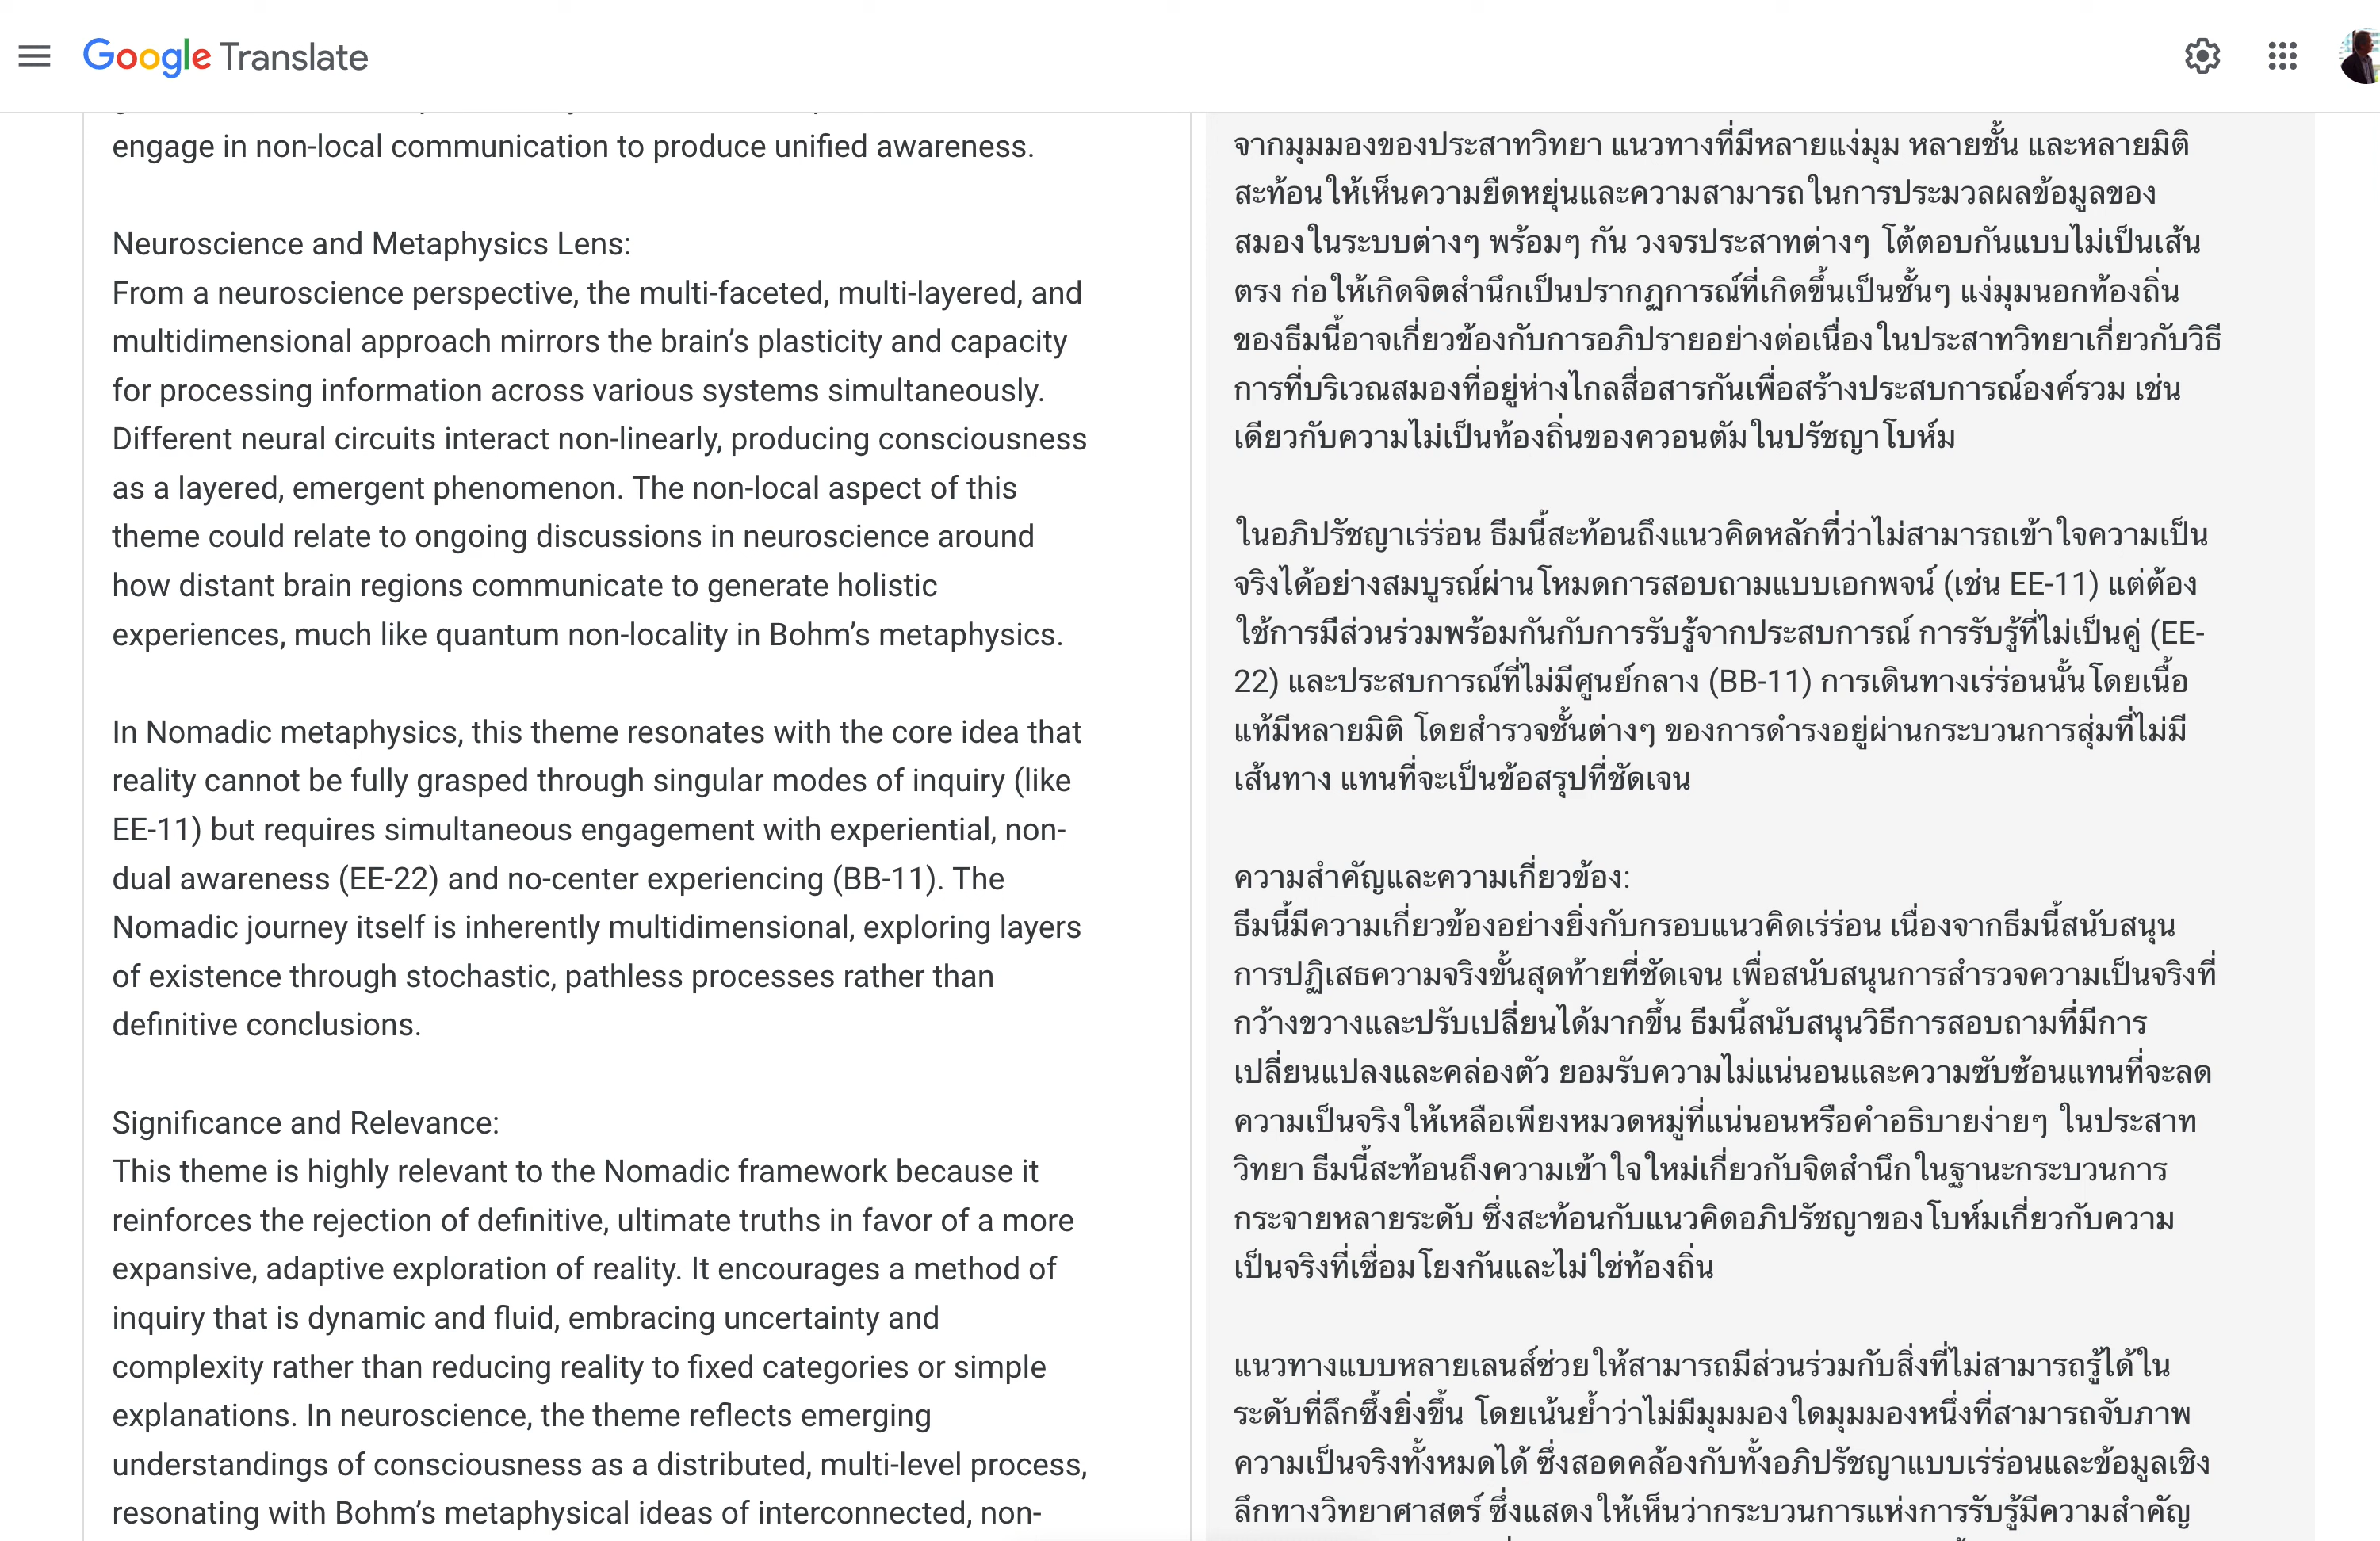 Google Translate
engage in non-local communication to produce unified awareness.
Neuroscience and Metaphysics Lens:
From a neuroscience perspective, the multi-faceted, multi-layered, and
multidimensional approach mirrors the brain’s plasticity and capacity
for processing information across various systems simultaneously.
Different neural circuits interact non-linearly, producing consciousness
as a layered, emergent phenomenon. The non-local aspect of this
theme could relate to ongoing discussions in neuroscience around
how distant brain regions communicate to generate holistic
experiences, much like quantum non-locality in Bohm’s metaphysics.
In Nomadic metaphysics, this theme resonates with the core idea that
reality cannot be fully grasped through singular modes of inquiry (like
EE-11) but requires simultaneous engagement with experiential, non-
dual awareness (EE-22) and no-center experiencing (BB-11). The
Nomadic journey itself is inherently multidimensional, exploring layers
of existence through stochastic, pathless processes rather than
definitive conclusions.
Significance and Relevance:
This theme is highly relevant to the Nomadic framework because it
reinforces the rejection of definitive, ultimate truths in favor of a more
expansive, adaptive exploration of reality. It encourages a method of
inquiry that is dynamic and fluid, embracing uncertainty and
complexity rather than reducing reality to fixed categories or simple
explanations. In neuroscience, the theme reflects emerging
understandings of consciousness as a distributed, multi-level process,
resonating with Bohm’s metaphysical ideas of interconnected, non-
จากมุมมองของประสาทวิทยา แนวทางที่มีหลายแง่มุม หลายชั้น และหลายมิติ
สะท้อนให้เห็นความยืดหยุ่นและความสามารถในการประมวลผลข้อมูลของ
สมองในระบบต่างๆ พร้อมๆ กัน วงจรประสาทต่างๆ โต้ตอบกันแบบไม่เป็นเส้น
ตรง ก่อให้เกิดจิตสำนึกเป็นปรากฏการณ์ที่เกิดขึ้นเป็นชั้นๆ แง่มุมนอกท้องถิ่น
ของธีมนี้อาจเกี่ยวข้องกับการอภิปรายอย่างต่อเนื่องในประสาทวิทยาเกี่ยวกับวิธี
การที่บริเวณสมองที่อยู่ห่างไกลสื่อสารกันเพื่อสร้างประสบการณ์องค์รวม เช่น
เดียวกับความไม่เป็นท้องถิ่นของควอนตัมในปรัชญาโบห์ม
ในอภิปรัชญาเร่ร่อน ธีมนี้สะท้อนถึงแนวคิดหลักที่ว่าไม่สามารถเข้าใจความเป็น
จริงได้อย่างสมบูรณ์ผ่านโหมดการสอบถามแบบเอกพจน์ (เช่น EE-11) แต่ต้อง
ใช้การมีส่วนร่วมพร้อมกันกับการรับรู้จากประสบการณ์ การรับรู้ที่ไม่เป็นคู่ (EE-
22) และประสบการณ์ที่ไม่มีศูนย์กลาง (BB-11) การเดินทางเร่ร่อนนั้นโดยเนื้อ
แท้มีหลายมิติ โดยสำรวจชั้นต่างๆ ของการดำรงอยู่ผ่านกระบวนการสุ่มที่ไม่มี
เส้นทาง แทนที่จะเป็นข้อสรุปที่ชัดเจน
ความสำคัญและความเกี่ยวข้อง:
ธีมนี้มีความเกี่ยวข้องอย่างยิ่งกับกรอบแนวคิดเร่ร่อน เนื่องจากธีมนี้สนับสนุน
การปฏิเสธความจริงขั้นสุดท้ายที่ชัดเจน เพื่อสนับสนุนการสำรวจความเป็นจริงที่
กว้างขวางและปรับเปลี่ยนได้มากขึ้น ธีมนี้สนับสนุนวิธีการสอบถามที่มีการ
เปลี่ยนแปลงและคล่องตัว ยอมรับความไม่แน่นอนและความซับซ้อนแทนที่จะลด
ความเป็นจริงให้เหลือเพียงหมวดหมู่ที่แน่นอนหรือคำอธิบายง่ายๆ ในประสาท
วิทยา ธีมนี้สะท้อนถึงความเข้าใจใหม่เกี่ยวกับจิตสำนึกในฐานะกระบวนการ
กระจายหลายระดับ ซึ่งสะท้อนกับแนวคิดอภิปรัชญาของโบห์มเกี่ยวกับความ
เป็นจริงที่เชื่อมโยงกันและไม่ใช่ท้องถิ่น
แนวทางแบบหลายเลนส์ช่วยให้สามารถมีส่วนร่วมกับสิ่งที่ไม่สามารถรู้ได้ใน
ระดับที่ลึกซึ้งยิ่งขึ้น โดยเน้นย้ำว่าไม่มีมุมมองใดมุมมองหนึ่งที่สามารถจับภาพ
ความเป็นจริงทั้งหมดได้ ซึ่งสอดคล้องกับทั้งอภิปรัชญาแบบเร่ร่อนและข้อมูลเชิง
ลึกทางวิทยาศาสตร์ ซึ่งแสดงให้เห็นว่ากระบวนการแห่งการรับรู้มีความสำคัญ